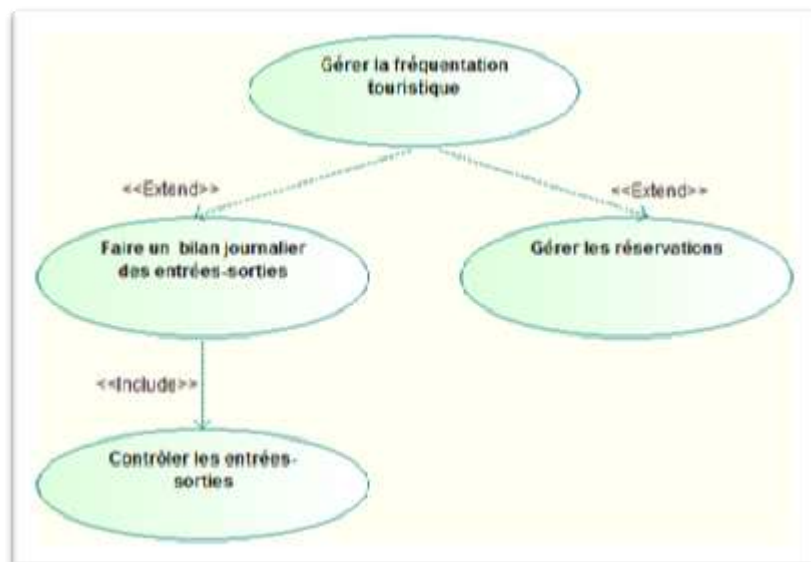 Gérer la fréquentation
touristique
<<Extend>>
<<Extend>>
Faire un bilan journalier
des entrées-sorties
Gérer les réservations
<<Include>>
Contrôler les entrées-
sorties